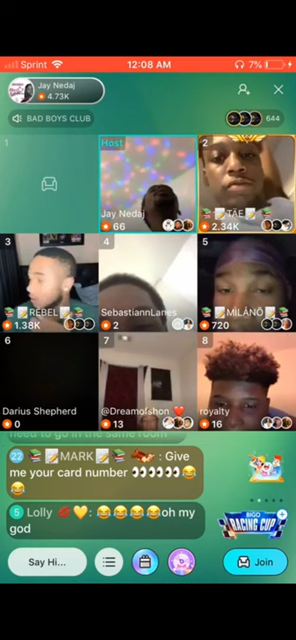 Sprint 12:08 AM 7%
Jay Nedaj
4.73K
BAD BOYS CLUB
644
1
Host
Jay Nedaj
66
2
📚📝TAE📝📚
2.34K
3
📚📝REBEL📝📚
1.38K
4
SebastiannLanes
2
5
📚📝MILANO📝📚
720
6
Darius Shepherd
0
7
@Dreamofshon ❤️
13
8
royalty
16
need to go in the same room
22 📚📝MARK📝📚 : Give
me your card number 👀👀👀👀👀👀😂
😂
5 Lolly 💋💛: 😂😂😂😂oh my
god
BIGO
RACING CUP
Say Hi...
Join